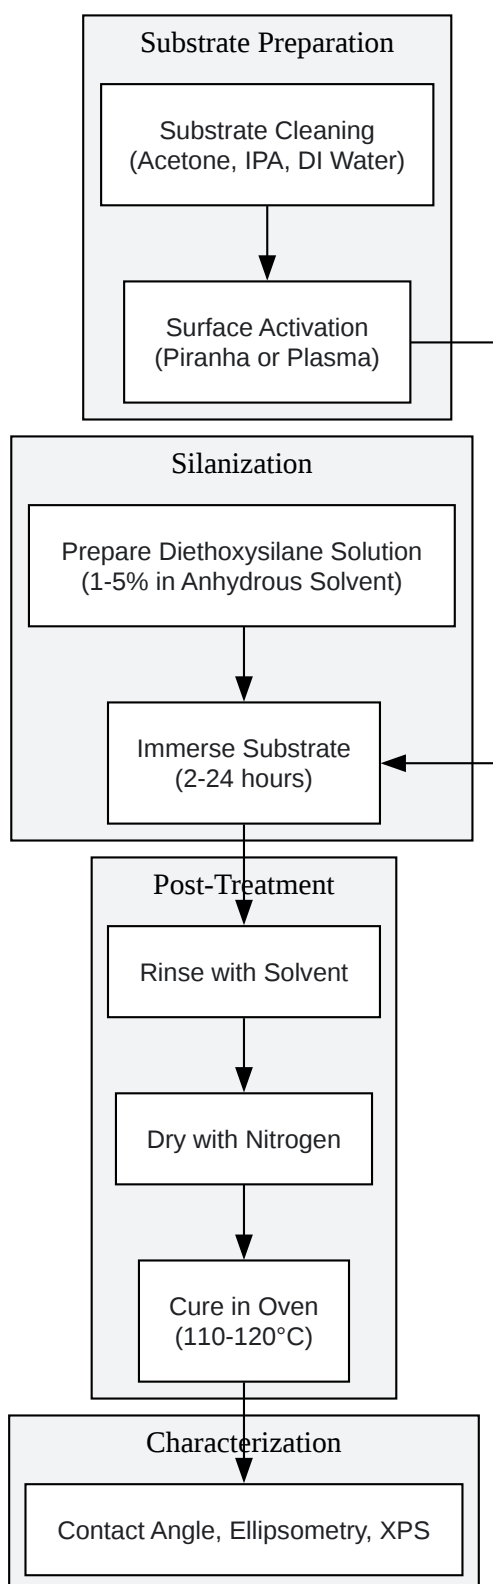 Substrate Preparation
Substrate Cleaning
(Acetone, IPA, DI Water)
Surface Activation
(Piranha or Plasma)
Silanization
Prepare Diethoxysilane Solution
(1-5% in Anhydrous Solvent)
Immerse Substrate
(2-24 hours)
Post-Treatment
Rinse with Solvent
Dry with Nitrogen
Cure in Oven
(110-120°C)
Characterization
Contact Angle, Ellipsometry, XPS